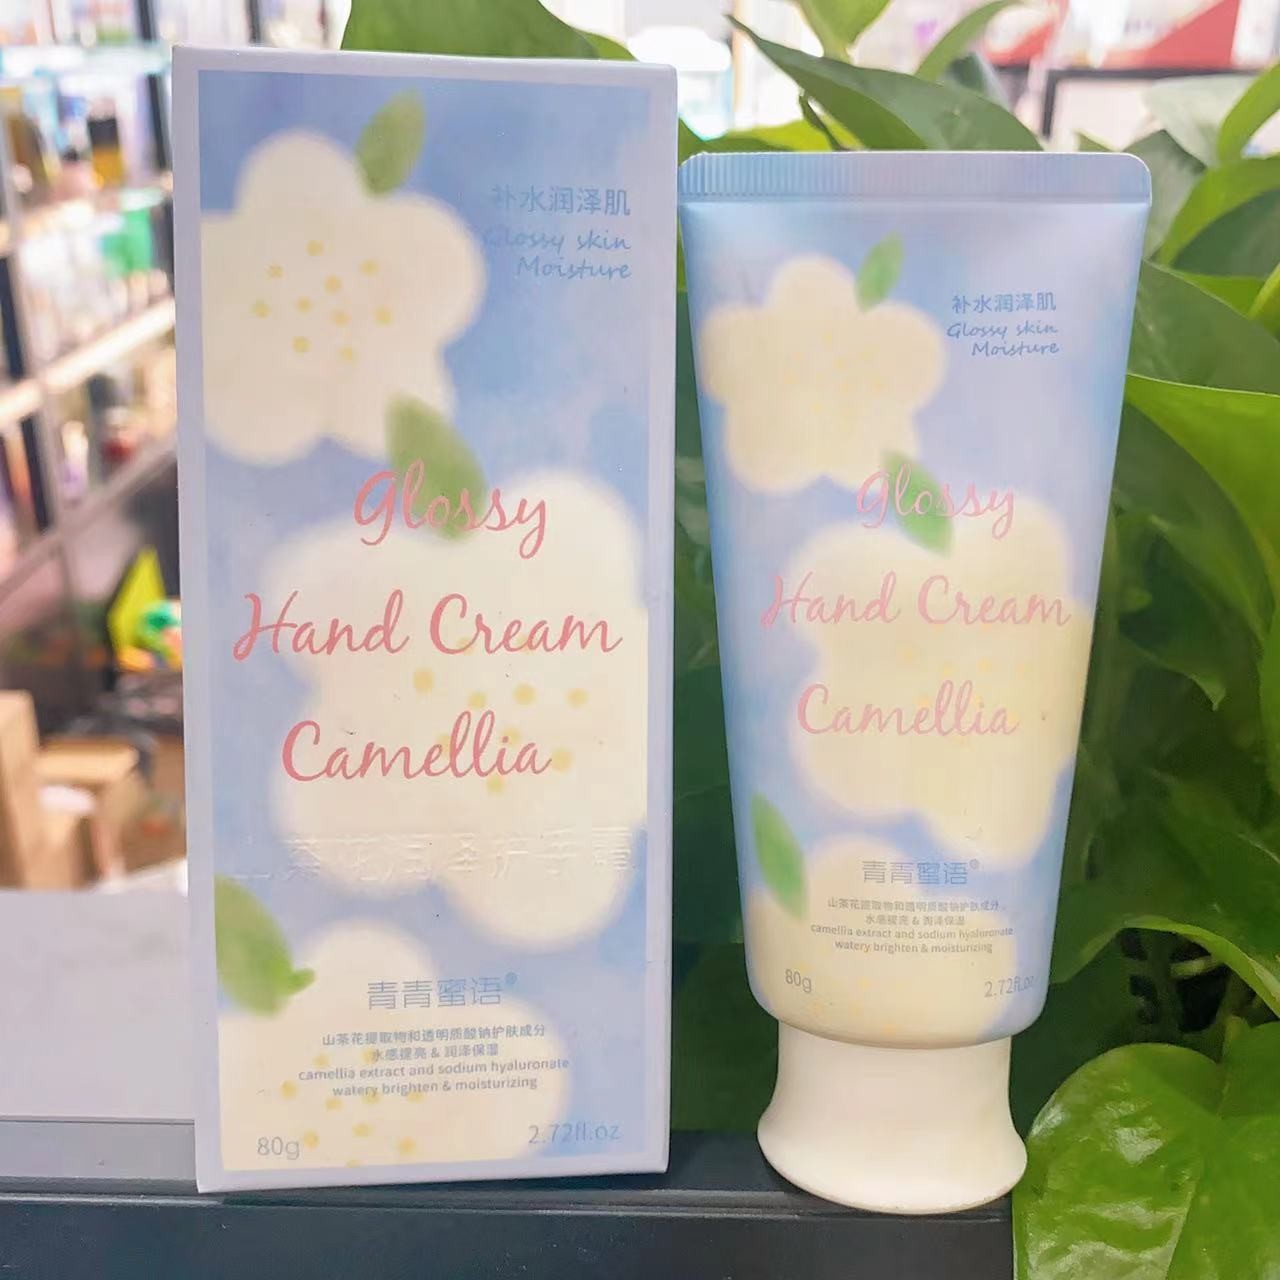 补水润泽肌
Glossy skin
Moisture
Glossy
Hand Cream
Camellia
山茶花润泽护手霜
青青蜜语®
山茶花提取物和透明质酸钠护肤成分
水感提亮 & 润泽保湿
camellia extract and sodium hyaluronate
watery brighten & moisturizing
80g
2.72fl.oz
补水润泽肌
Glossy skin
Moisture
Glossy
Hand Cream
Camellia
青青蜜语®
山茶花提取物和透明质酸钠护肤成分
水感提亮 & 润泽保湿
camellia extract and sodium hyaluronate
watery brighten & moisturizing
80g
2.72fl.oz